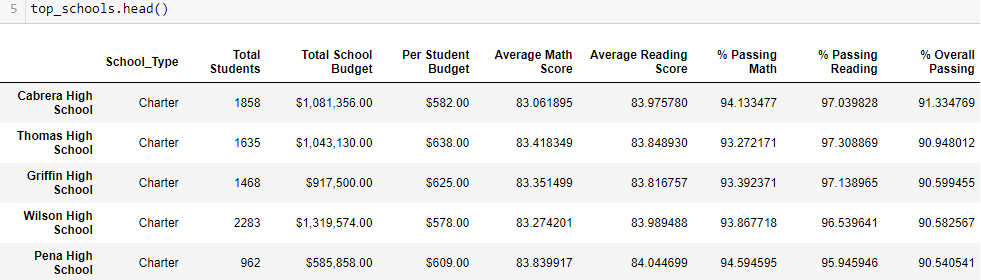 5 top_schools.head()
School_Type Total Students Total School Budget Per Student Budget Average Math Score Average Reading Score % Passing Math % Passing Reading % Overall Passing
Cabrera High School Charter 1858 $1,081,356.00 $582.00 83.061895 83.975780 94.133477 97.039828 91.334769
Thomas High School Charter 1635 $1,043,130.00 $638.00 83.418349 83.848930 93.272171 97.308869 90.948012
Griffin High School Charter 1468 $917,500.00 $625.00 83.351499 83.816757 93.392371 97.138965 90.599455
Wilson High School Charter 2283 $1,319,574.00 $578.00 83.274201 83.989488 93.867718 96.539641 90.582567
Pena High School Charter 962 $585,858.00 $609.00 83.839917 84.044699 94.594595 95.945946 90.540541